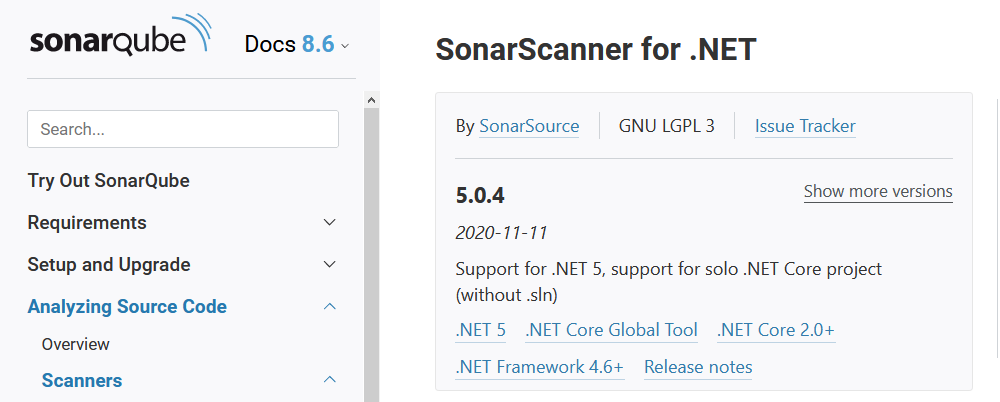 sonarqube
Docs 8.6
Search...
Try Out SonarQube
Requirements
Setup and Upgrade
Analyzing Source Code
Overview
Scanners
SonarScanner for .NET
By SonarSource GNU LGPL 3 Issue Tracker
5.0.4 Show more versions
2020-11-11
Support for .NET 5, support for solo .NET Core project
(without .sln)
.NET 5 .NET Core Global Tool .NET Core 2.0+
.NET Framework 4.6+ Release notes